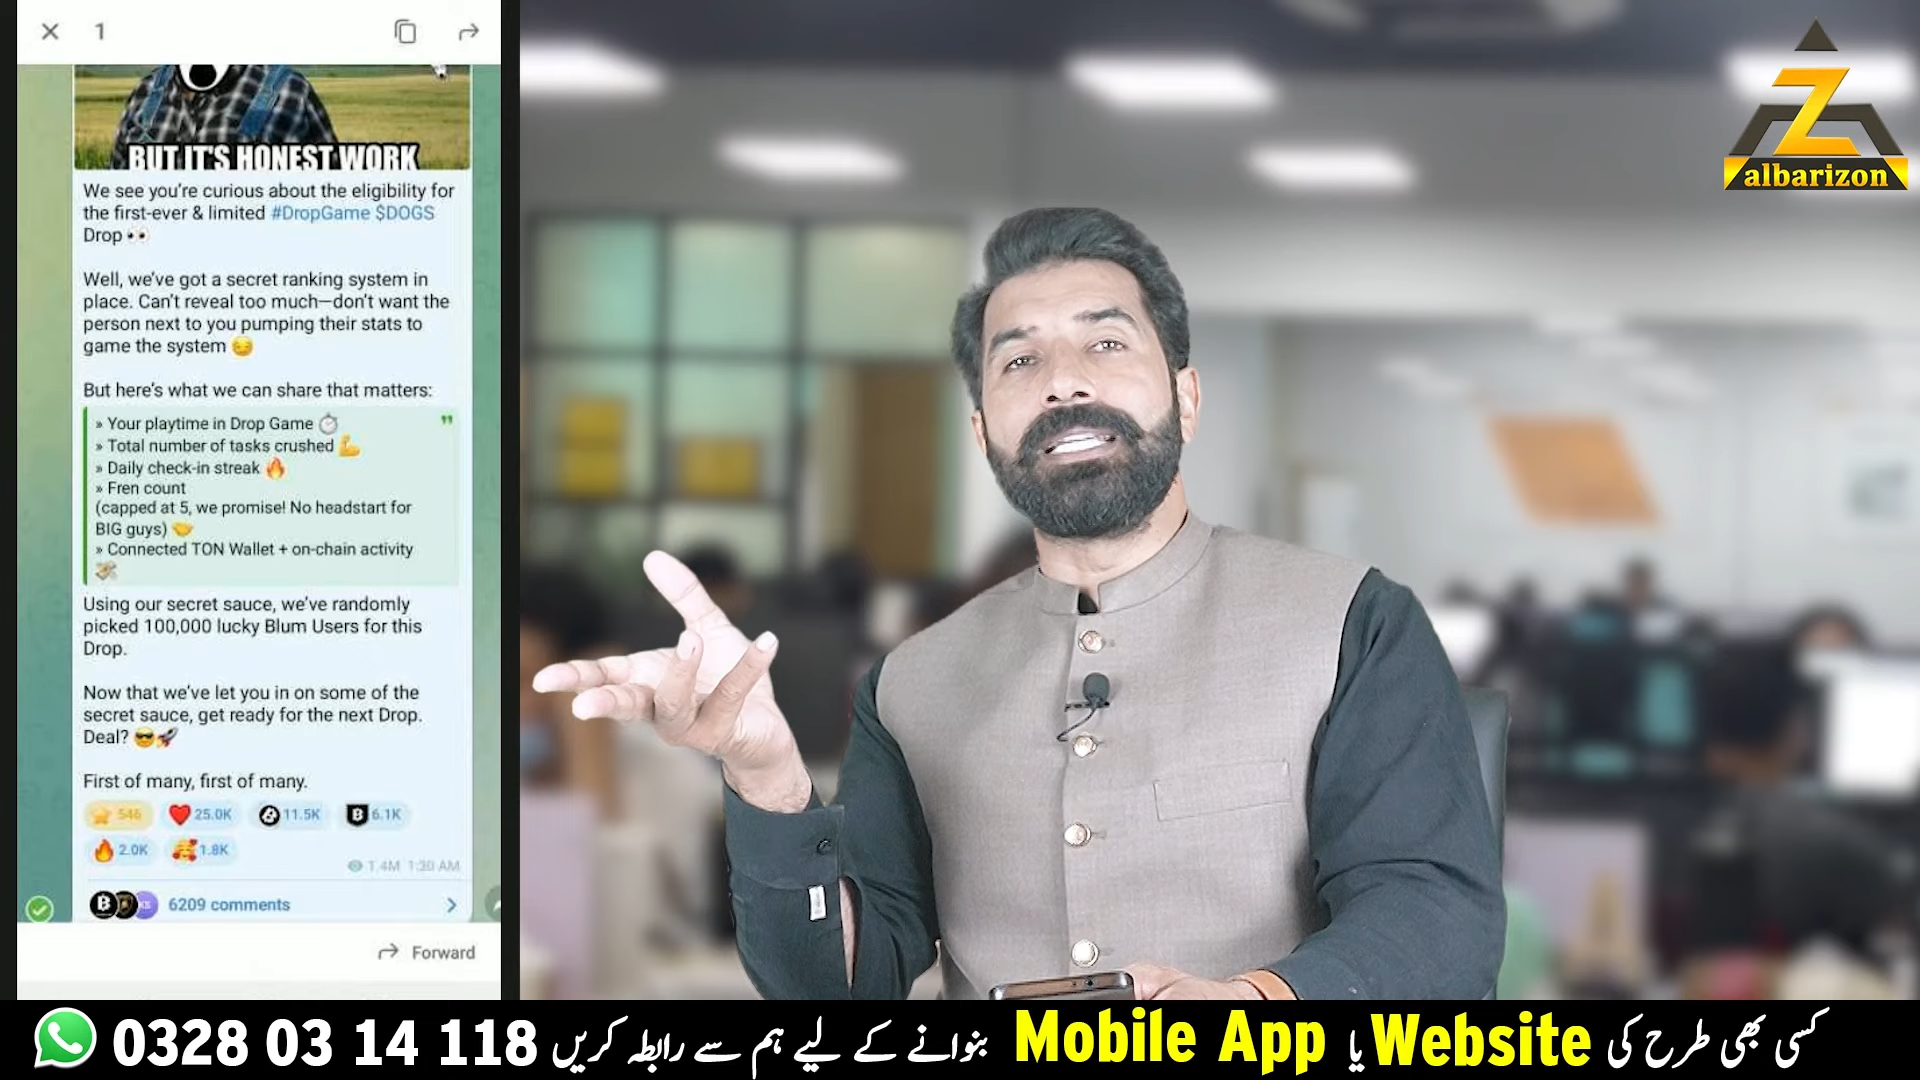 1
BUT IT'S HONEST WORK
We see you're curious about the eligibility for
the first-ever & limited #DropGame $DOGS
Drop 👀
Well, we've got a secret ranking system in
place. Can't reveal too much—don't want the
person next to you pumping their stats to
game the system 😏
But here's what we can share that matters:
» Your playtime in Drop Game ⏱️
» Total number of tasks crushed 💪
» Daily check-in streak 🔥
» Fren count
(capped at 5, we promise! No headstart for
BIG guys) 🤝
» Connected TON Wallet + on-chain activity
💸
Using our secret sauce, we've randomly
picked 100,000 lucky Blum Users for this
Drop.
Now that we've let you in on some of the
secret sauce, get ready for the next Drop.
Deal? 😎🚀
First of many, first of many.
546 25.0K 11.5K 6.1K
2.0K 1.8K
1.4M 1:30 AM
6209 comments
Forward
albarizon
کسی بھی طرح کی Website یا Mobile App بنوانے کے لیے ہم سے رابطہ کریں 0328 03 14 118